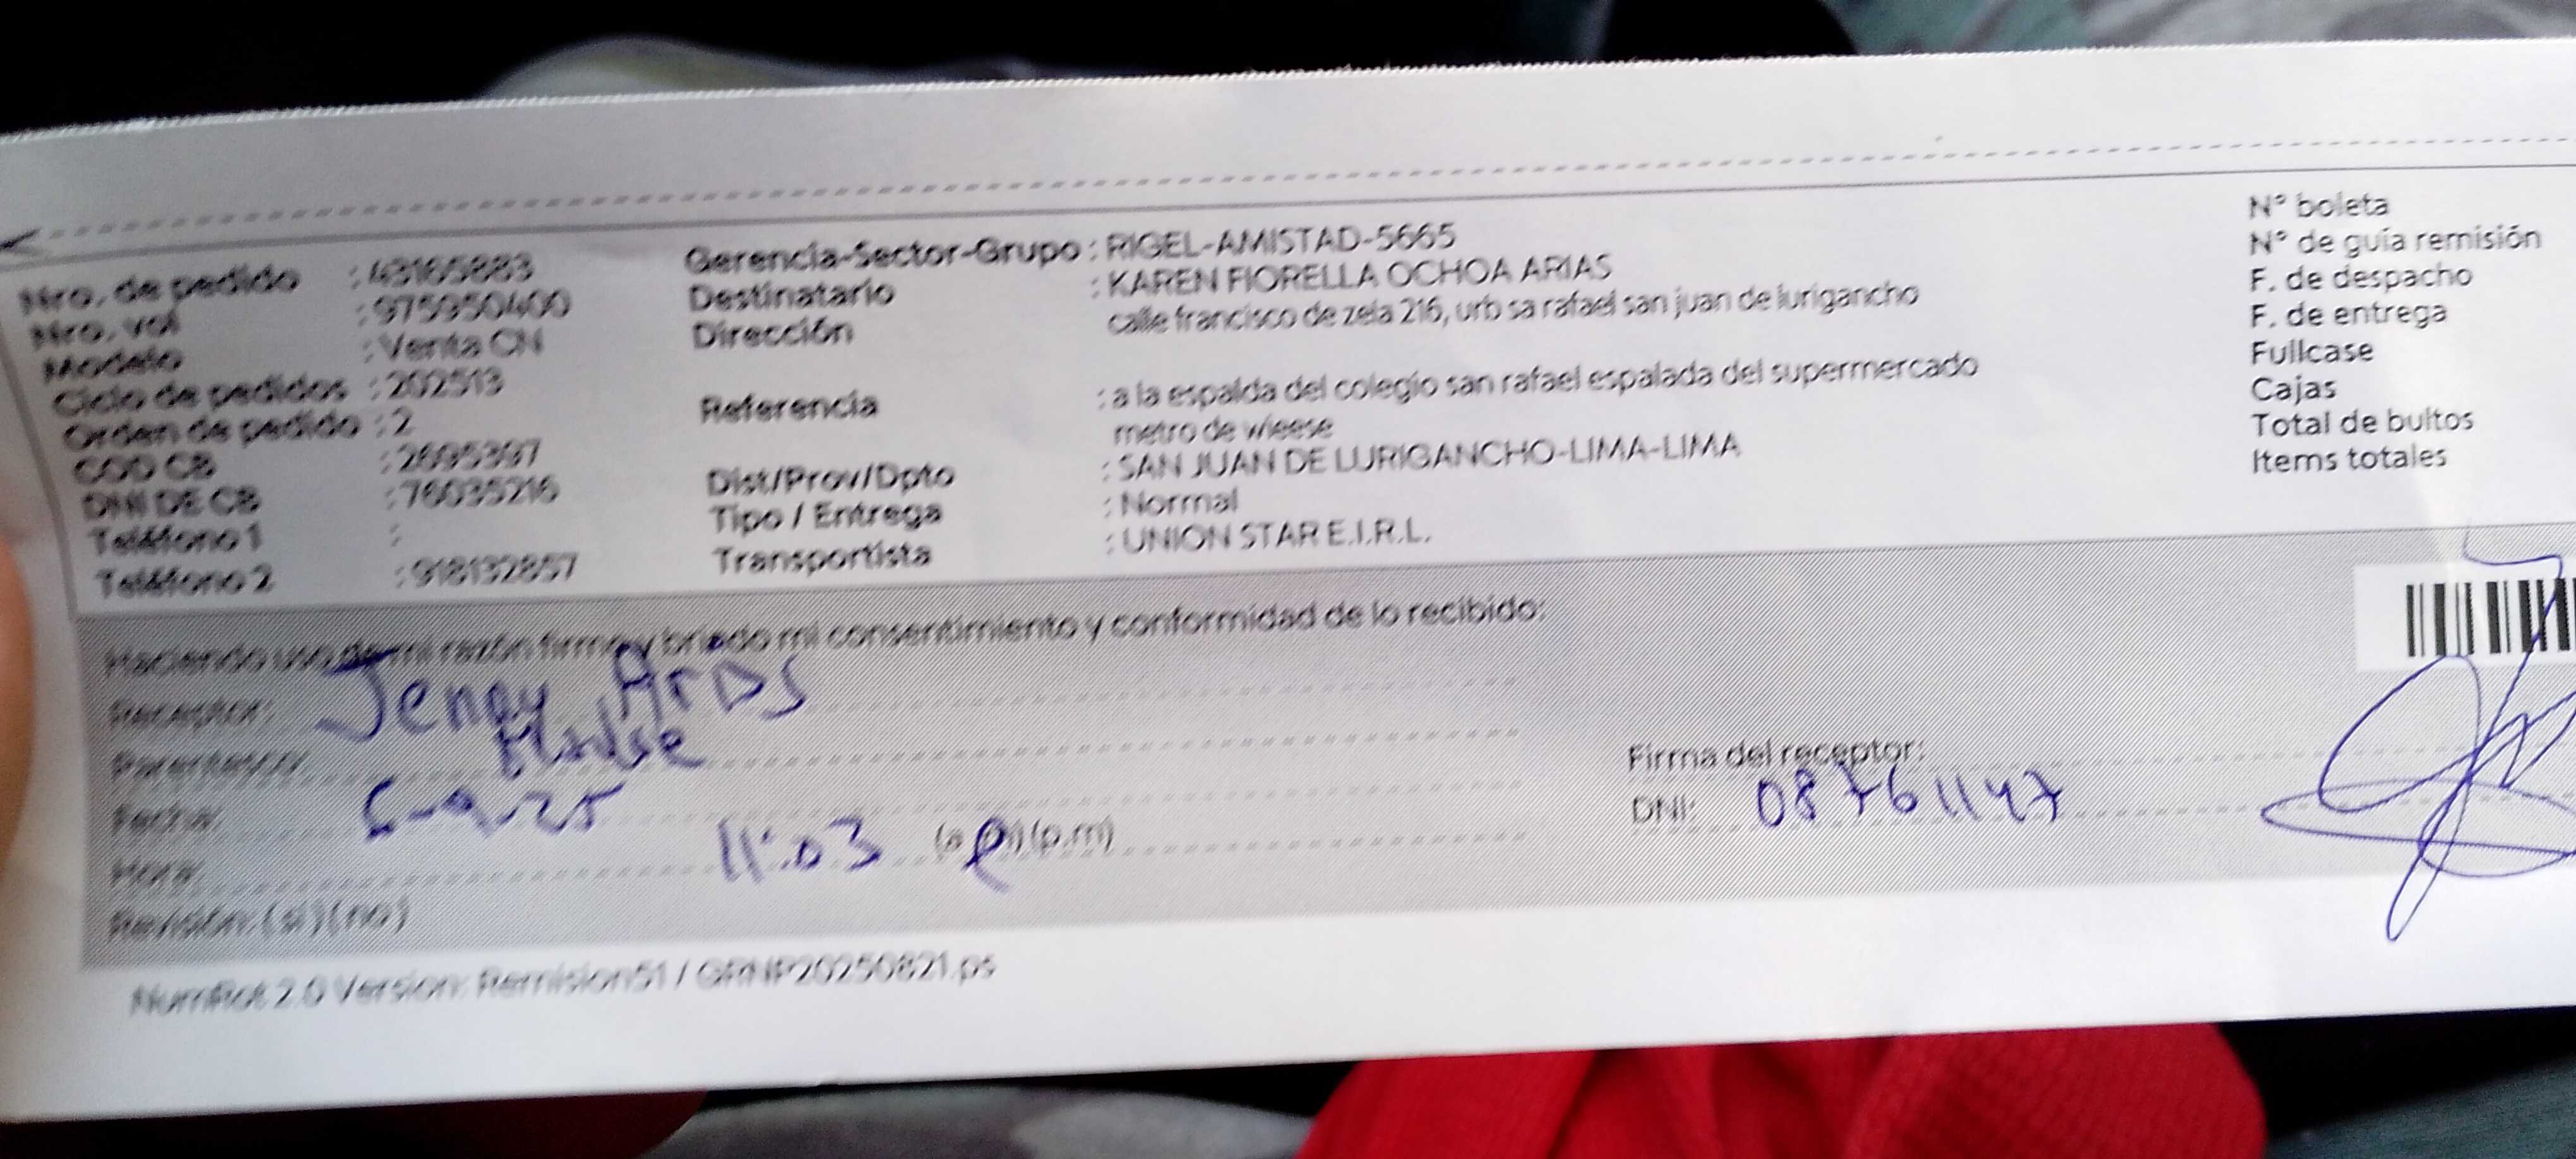 Nro. de pedido : 43165883
Nro. vol : 975950400
Modelo : Venta CN
Ciclo de pedidos : 202513
Orden de pedido : 2
COD CB : 2695397
DNI DE CB : 76035216
Teléfono 1 :
Teléfono 2 : 918132857
Gerencia-Sector-Grupo : RIGEL-AMISTAD-5665
Destinatario : KAREN FIORELLA OCHOA ARIAS
Dirección calle francisco de zela 216, urb sa rafael san juan de lurigancho
Referencia : a la espalda del colegio san rafael espalada del supermercado
metro de wieese
Dist/Prov/Dpto : SAN JUAN DE LURIGANCHO-LIMA-LIMA
Tipo / Entrega : Normal
Transportista : UNION STAR E.I.R.L.
N° boleta
N° de guía remisión
F. de despacho
F. de entrega
Fullcase
Cajas
Total de bultos
Items totales
Haciendo uso de mi razón firmo y brindo mi consentimiento y conformidad de lo recibido:
Receptor: Jenny
Parentesco:
Fecha: 6-9-25
Hora: 11:03 (p.m)
Revisión: (si) (no)
Firma del receptor:
DNI: 08761147
NumRot 2.0 Version: Remision51 / GRNP20250821.ps